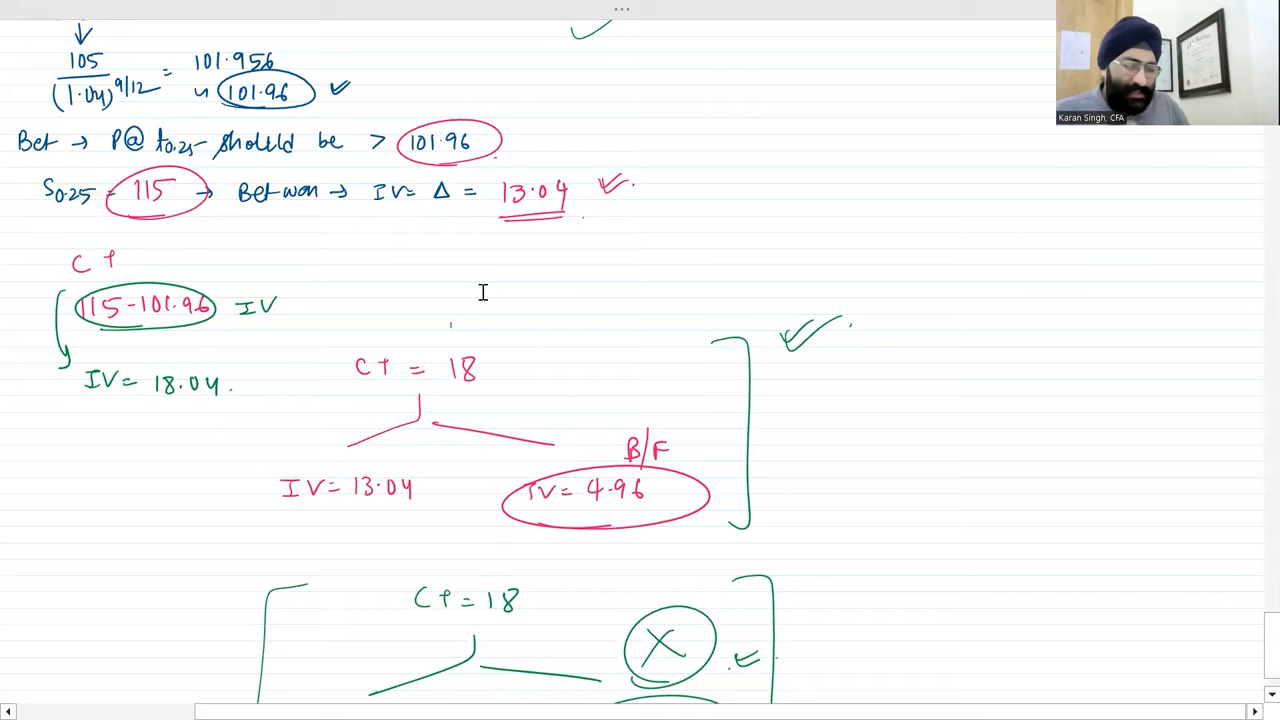 105 / (1.04)^9/12 = 101.956
~ 101.96
Bet → P@ t0.25 should be > 101.96
S0.25 = 115 → Bet won → IV = Δ = 13.04
C+
115-101.96 IV
IV = 18.04.
C+ = 18
B/F
IV = 13.04 IV = 4.96
C+ = 18
X
Karan Singh, CFA